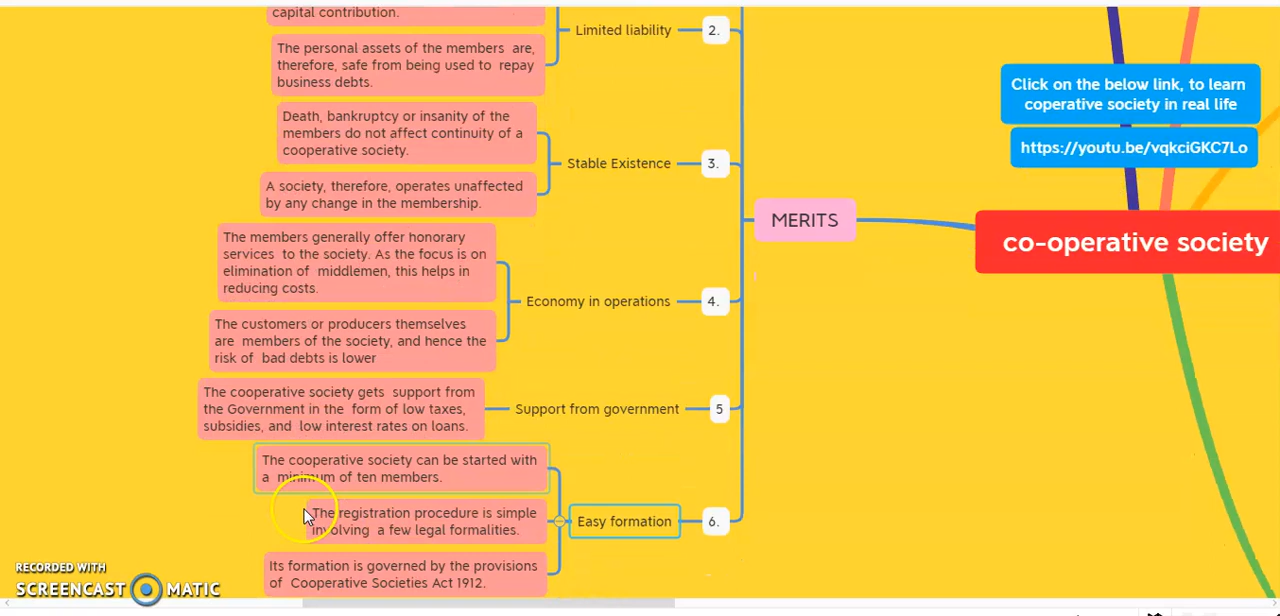 capital contribution.
The personal assets of the members are,
therefore, safe from being used to repay
business debts.
Limited liability
2.
Death, bankruptcy or insanity of the
members do not affect continuity of a
cooperative society.
A society, therefore, operates unaffected
by any change in the membership.
Stable Existence
3.
The members generally offer honorary
services to the society. As the focus is on
elimination of middlemen, this helps in
reducing costs.
The customers or producers themselves
are members of the society, and hence the
risk of bad debts is lower
Economy in operations
4.
The cooperative society gets support from
the Government in the form of low taxes,
subsidies, and low interest rates on loans.
Support from government
5
The cooperative society can be started with
a minimum of ten members.
The registration procedure is simple
involving a few legal formalities.
Its formation is governed by the provisions
of Cooperative Societies Act 1912.
Easy formation
6.
MERITS
Click on the below link, to learn
coperative society in real life
https://youtu.be/vqkciGKC7Lo
co-operative society
RECORDED WITH
SCREENCAST MATIC